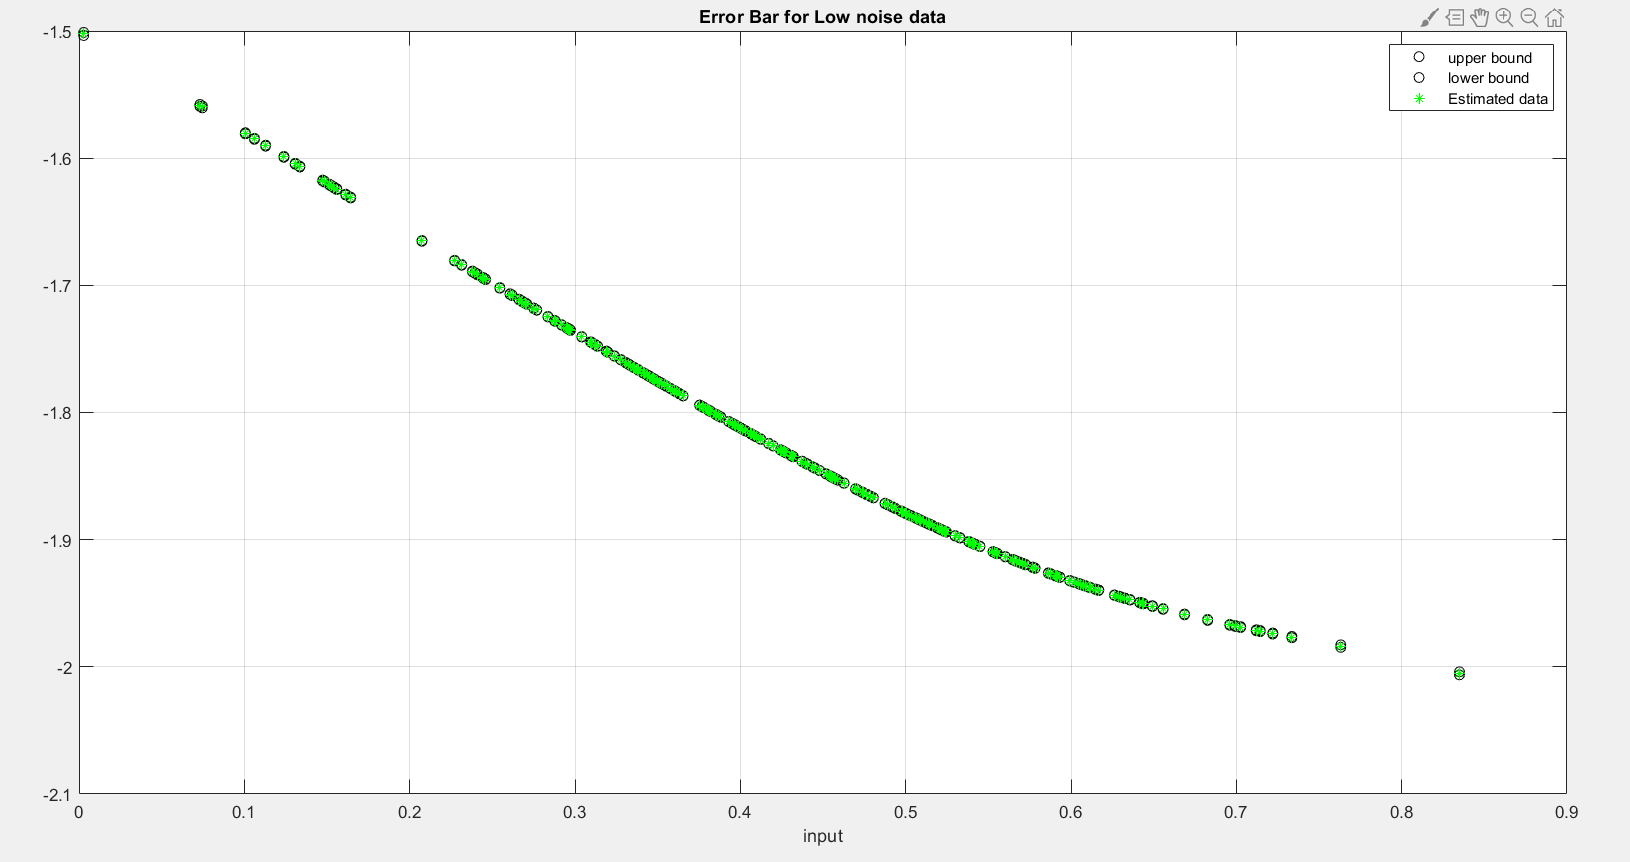 Error Bar for Low noise data
upper bound
lower bound
Estimated data
-1.5
-1.6
-1.7
-1.8
-1.9
-2
-2.1
0 0.1 0.2 0.3 0.4 0.5 0.6 0.7 0.8 0.9
input